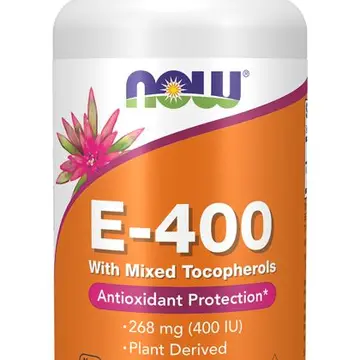 NOW
E-400
With Mixed Tocopherols
Antioxidant Protection*
• 268 mg (400 IU)
• Plant Derived